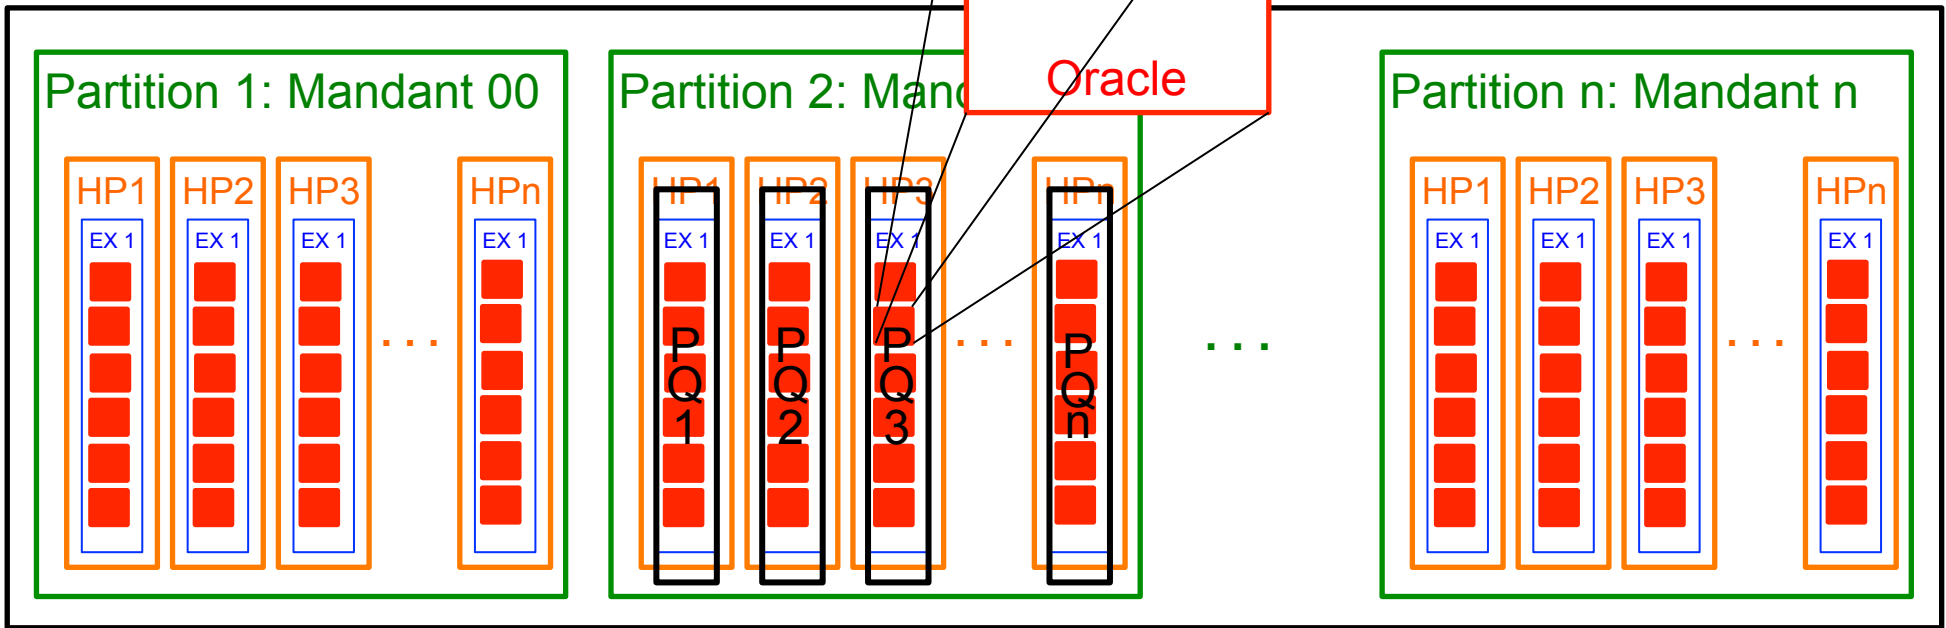 Oracle
Partition 1: Mandant 00
HP1 HP2 HP3 HPn
EX 1 EX 1 EX 1 EX 1
. . .
Partition 2:
HP1 HP2 HP3 HPn
EX 1 EX 1 EX 1 EX 1
PQ1 PQ2 PQ3 PQn
. . .
. . .
Partition n: Mandant n
HP1 HP2 HP3 HPn
EX 1 EX 1 EX 1 EX 1
. . .